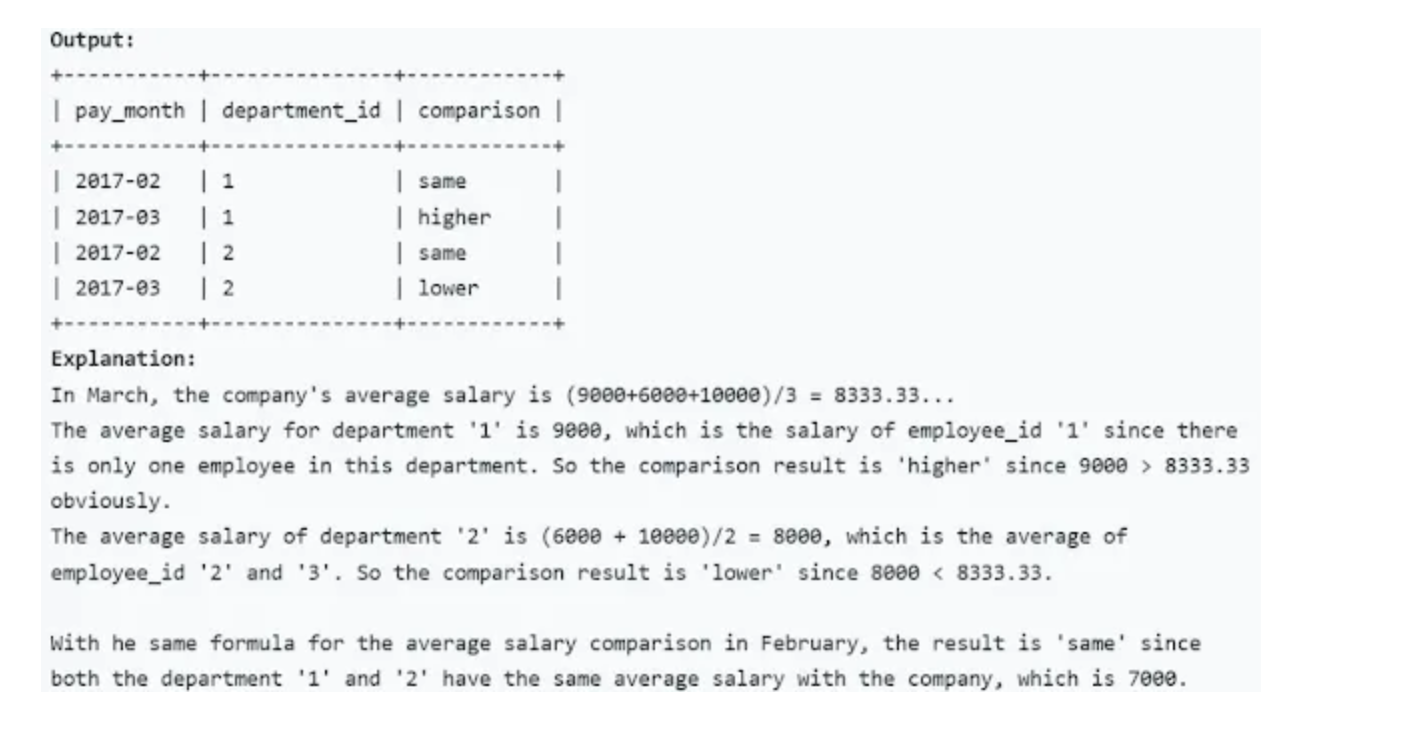 Output:
+-----------+---------------+------------+
| pay_month | department_id | comparison |
+-----------+---------------+------------+
| 2017-02   | 1             | same       |
| 2017-03   | 1             | higher     |
| 2017-02   | 2             | same       |
| 2017-03   | 2             | lower      |
+-----------+---------------+------------+
Explanation:
In March, the company's average salary is (9000+6000+10000)/3 = 8333.33...
The average salary for department '1' is 9000, which is the salary of employee_id '1' since there
is only one employee in this department. So the comparison result is 'higher' since 9000 > 8333.33
obviously.
The average salary of department '2' is (6000 + 10000)/2 = 8000, which is the average of
employee_id '2' and '3'. So the comparison result is 'lower' since 8000 < 8333.33.
With he same formula for the average salary comparison in February, the result is 'same' since
both the department '1' and '2' have the same average salary with the company, which is 7000.